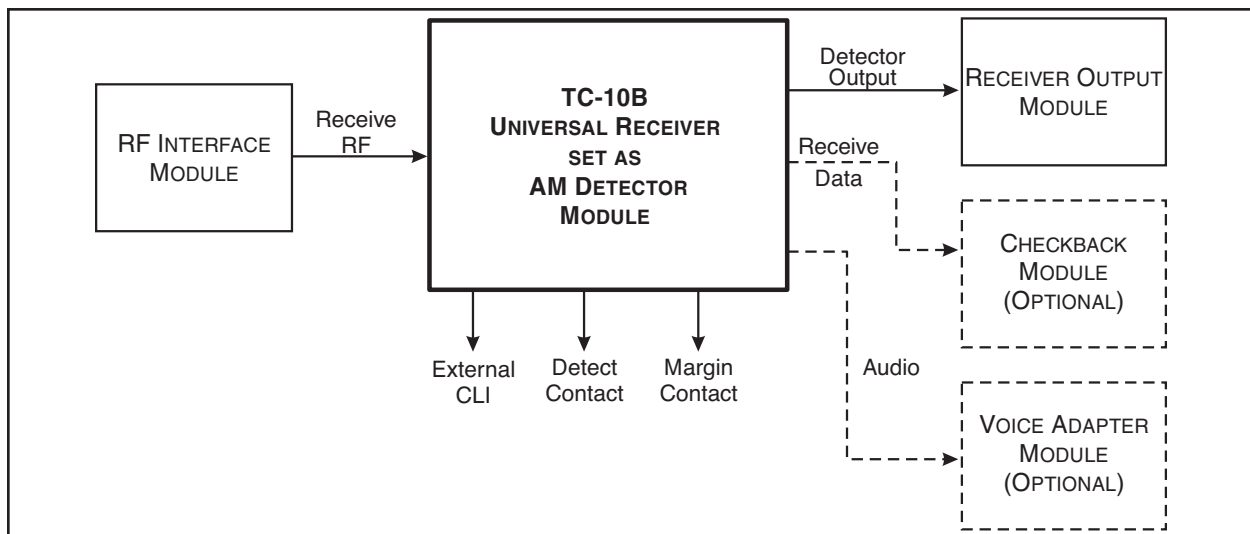 RF INTERFACE
MODULE
Receive
RF
TC-10B
UNIVERSAL RECEIVER
SET AS
AM DETECTOR
MODULE
Detector
Output
RECEIVER OUTPUT
MODULE
Receive
Data
CHECKBACK
MODULE
(OPTIONAL)
Audio
VOICE ADAPTER
MODULE
(OPTIONAL)
External
CLI
Detect
Contact
Margin
Contact